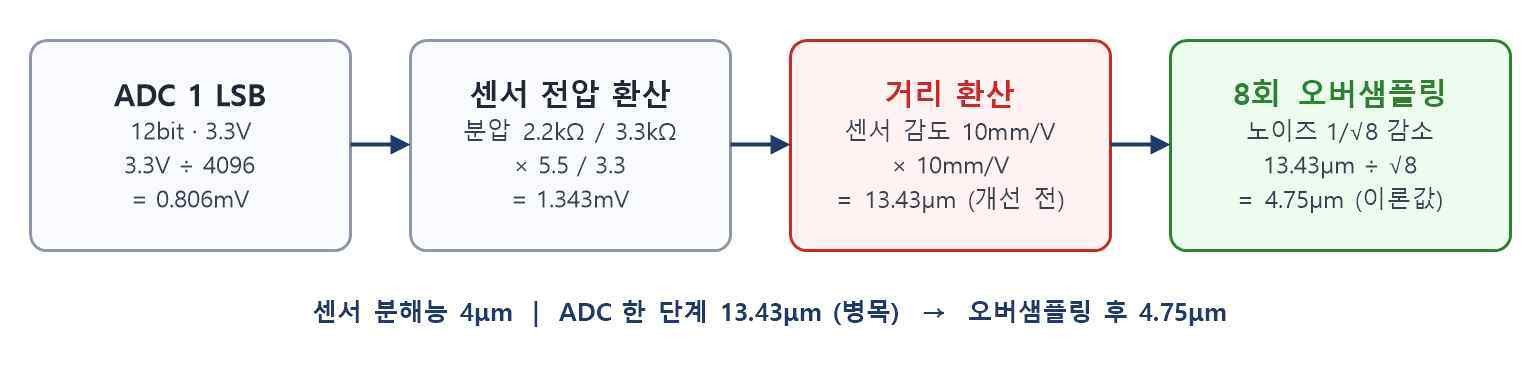 ADC 1 LSB
12bit · 3.3V
3.3V ÷ 4096
= 0.806mV
센서 전압 환산
분압 2.2kΩ / 3.3kΩ
× 5.5 / 3.3
= 1.343mV
거리 환산
센서 감도 10mm/V
× 10mm/V
= 13.43μm (개선 전)
8회 오버샘플링
노이즈 1/√8 감소
13.43μm ÷ √8
= 4.75μm (이론값)
센서 분해능 4μm | ADC 한 단계 13.43μm (병목) → 오버샘플링 후 4.75μm